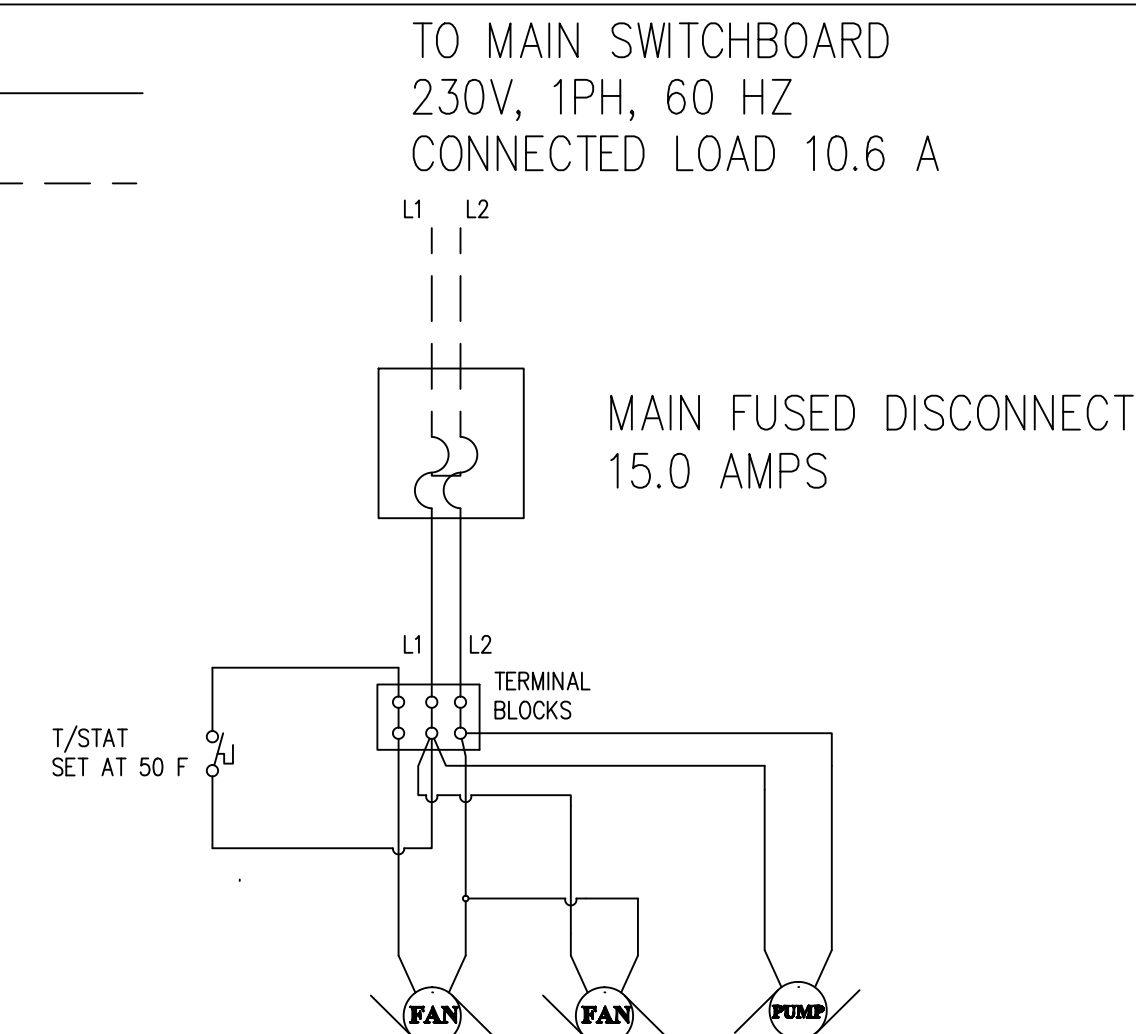 TO MAIN SWITCHBOARD
230V, 1PH, 60 HZ
CONNECTED LOAD 10.6 A
L1 L2
MAIN FUSED DISCONNECT
15.0 AMPS
L1 L2
TERMINAL
BLOCKS
T/STAT
SET AT 50 F
FAN FAN PUMP